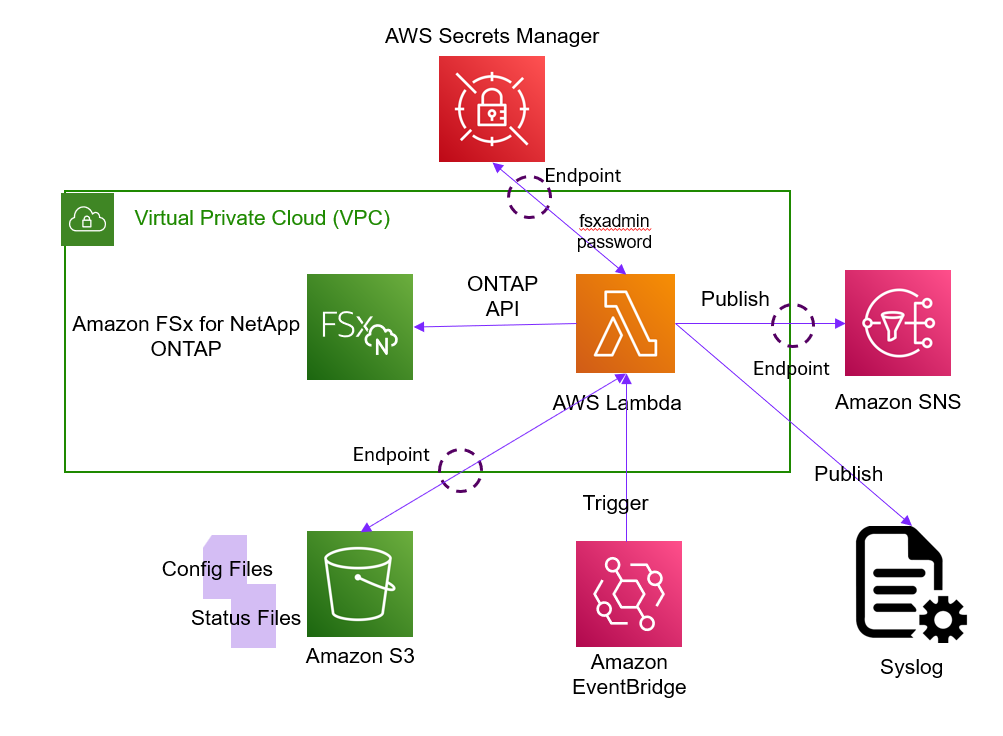 AWS Secrets Manager
Endpoint
Virtual Private Cloud (VPC)
fsxadmin
password
ONTAP
API
Publish
Amazon FSx for NetApp
ONTAP
FSx
N
Endpoint
AWS Lambda
Amazon SNS
Endpoint
Publish
Trigger
Config Files
Status Files
Amazon S3
Amazon
EventBridge
Syslog